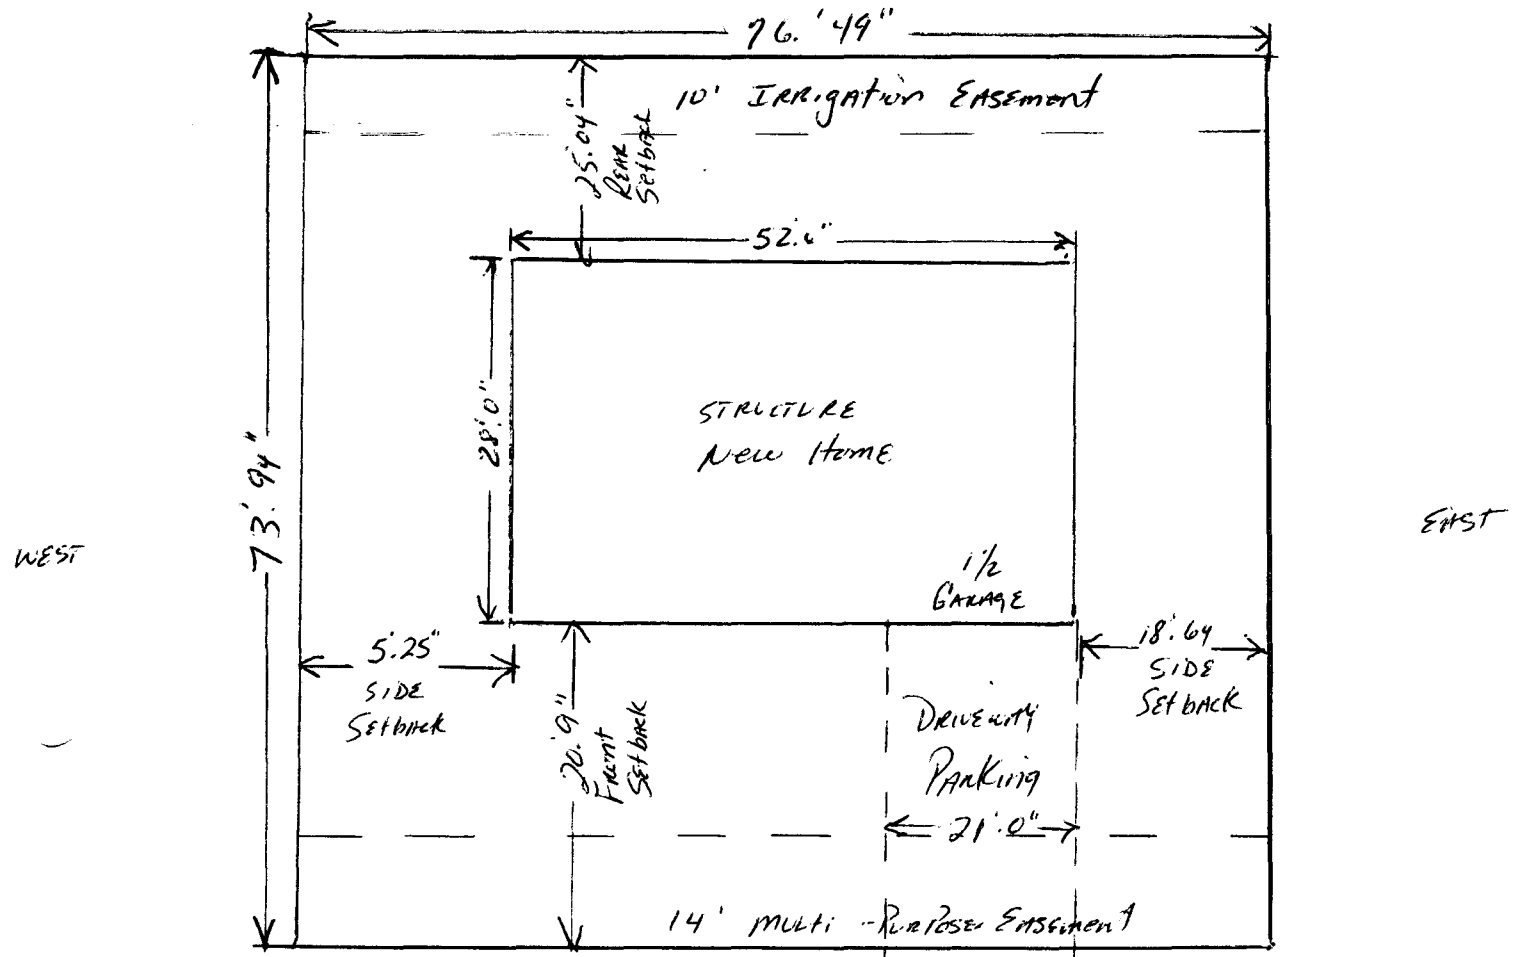 76.'49"
10' IRRIGATION EASEMENT
25.'04"
REAR
Setback
52.'6"
28'.0"
STRUCTURE
New Home
73'.94"
EAST
WEST
1 1/2
GARAGE
5'.25"
SIDE
Setback
18'.64
SIDE
Setback
20.'9"
Front
Setback
DRIVEWAY
Parking
21'.0"
14' Multi-Purpose Easement